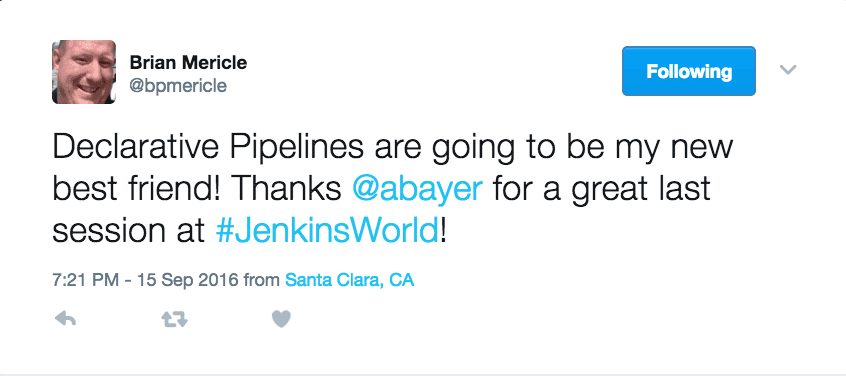 Brian Mericle
@bpmericle
Following
Declarative Pipelines are going to be my new
best friend! Thanks @abayer for a great last
session at #JenkinsWorld!
7:21 PM - 15 Sep 2016 from Santa Clara, CA